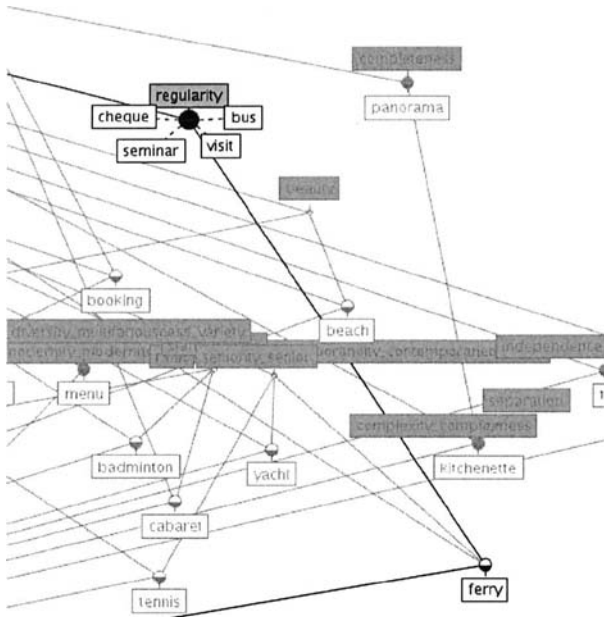 completeness
regularity
cheque
bus
panorama
seminar
visit
beauty
booking
beach
independence
seniority_senior
menu
separation
complexity_complexness
badminton
yacht
kitchenette
cabaret
ferry
tennis